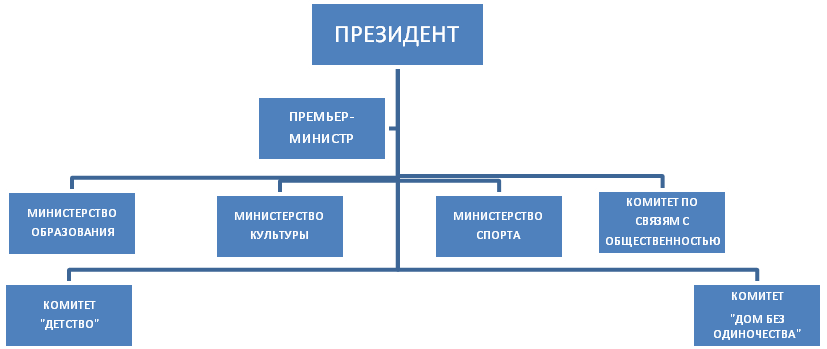 ПРЕЗИДЕНТ
ПРЕМЬЕР-
МИНИСТР
МИНИСТЕРСТВО
ОБРАЗОВАНИЯ
МИНИСТЕРСТВО
КУЛЬТУРЫ
МИНИСТЕРСТВО
СПОРТА
КОМИТЕТ ПО
СВЯЗЯМ С
ОБЩЕСТВЕННОСТЬЮ
КОМИТЕТ
"ДЕТСТВО"
КОМИТЕТ
"ДОМ БЕЗ
ОДИНОЧЕСТВА"